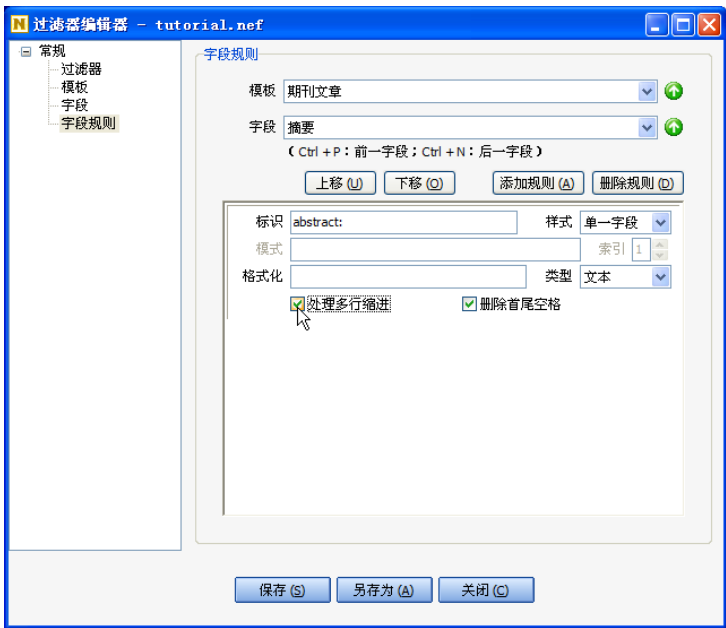 N 过滤器编辑器 - tutorial.nef
常规
过滤器
模板
字段
字段规则
字段规则
模板 期刊文章
字段 摘要
( Ctrl +P：前一字段；Ctrl +N：后一字段 )
上移 (U) 下移 (O) 添加规则 (A) 删除规则 (D)
标识 abstract: 样式 单一字段
模式 索引 1
格式化 类型 文本
处理多行缩进 删除首尾空格
保存 (S) 另存为 (A) 关闭 (C)